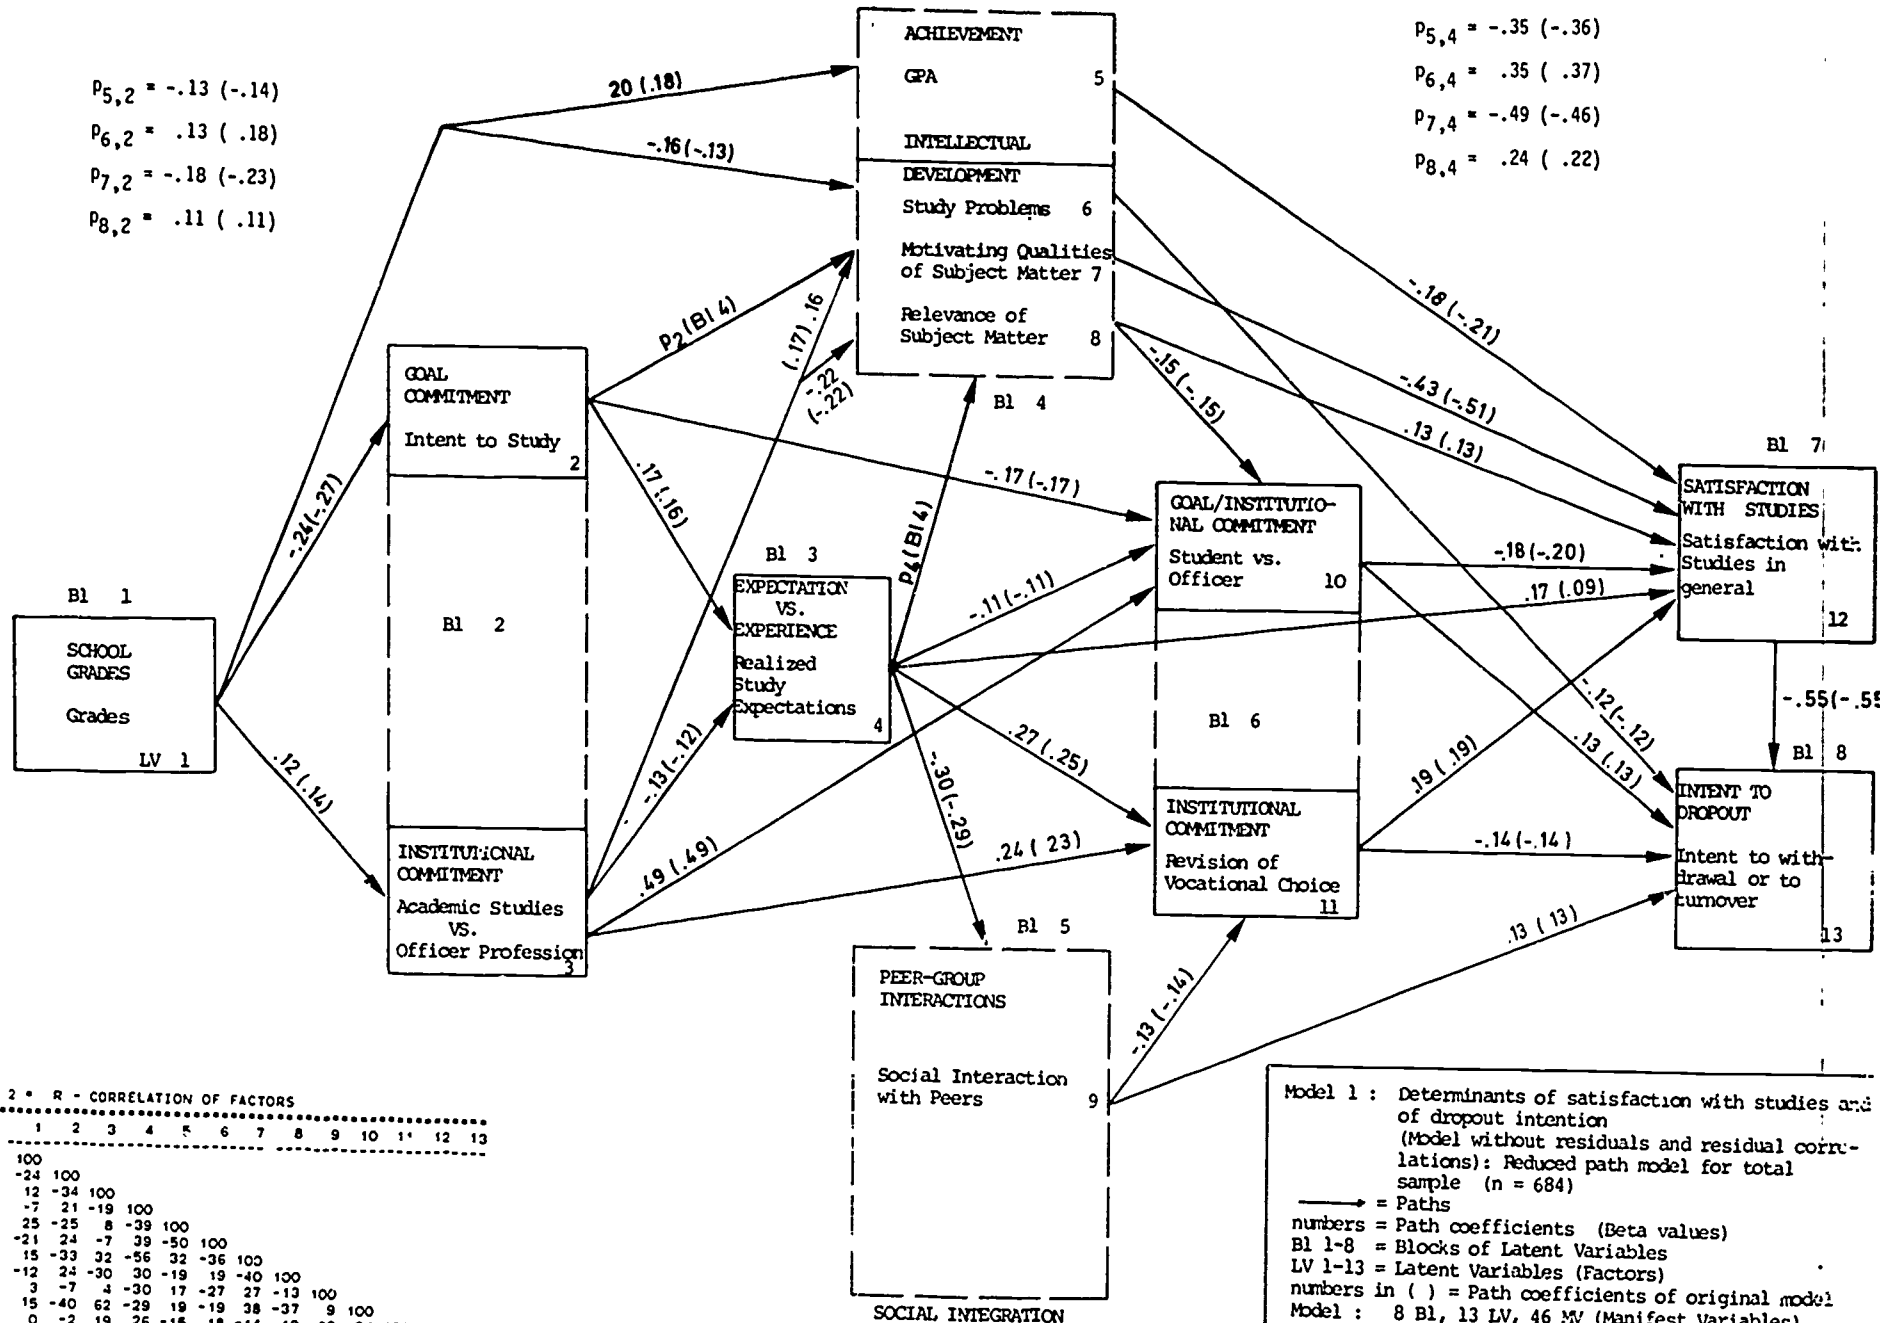 P5,2 = -.13 (-.14)
P6,2 = .13 ( .18)
P7,2 = -.18 (-.23)
P8,2 = .11 ( .11)
P5,4 = -.35 (-.36)
P6,4 = .35 ( .37)
P7,4 = -.49 (-.46)
P8,4 = .24 ( .22)
20 (.18)
-.16(-.13)
ACHIEVEMENT
GPA 5
INTELLECTUAL
DEVELOPMENT
Study Problems 6
Motivating Qualities
of Subject Matter 7
Relevance of
Subject Matter 8
Bl 4
P2(Bl 4)
(.17) .16
-.22
(-.22)
-.18 (-.21)
-.43 (-.51)
.13 (.13)
-.15 (-.15)
GOAL
COMMITMENT
Intent to Study
2
Bl 2
INSTITUTIONAL
COMMITMENT
Academic Studies
VS.
Officer Profession
3
-.24(-.27)
.12(.14)
Bl 1
SCHOOL
GRADES
Grades
LV 1
.17(.16)
-.17 (-.17)
Bl 3
EXPECTATION
VS.
EXPERIENCE
Realized
Study
Expectations
4
P4(Bl 4)
-.13(-.12)
.49 (.49)
.24 ( 23)
-.11(-.11)
.27 (.25)
-.30(-.29)
GOAL/INSTITUTIO-
NAL COMMITMENT
Student vs.
Officer 10
Bl 6
INSTITUTIONAL
COMMITMENT
Revision of
Vocational Choice
11
-.18(-.20)
.17 (.09)
-.12(-.12)
.13 (.13)
.19 (.19)
-.14(-.14)
.13 ( 13)
-.13 (-.14)
Bl 7
SATISFACTION
WITH STUDIES
Satisfaction with
Studies in
general
12
-.55(-.55
Bl 8
INTENT TO
DROPOUT
Intent to with-
drawal or to
turnover
13
Bl 5
PEER-GROUP
INTERACTIONS
Social Interaction
with Peers 9
SOCIAL INTEGRATION
2 * R - CORRELATION OF FACTORS
1 2 3 4 5 6 7 8 9 10 11 12 13
100
-24 100
12 -34 100
-7 21 -19 100
25 -25 8 -39 100
-21 24 -7 39 -50 100
15 -33 32 -56 32 -36 100
-12 24 -30 30 -19 19 -40 100
3 -7 4 -30 17 -27 27 -13 100
15 -40 62 -29 19 -19 38 -37 9 100
Model 1 : Determinants of satisfaction with studies and
of dropout intention
(Model without residuals and residual corre-
lations): Reduced path model for total
sample (n = 684)
= Paths
numbers = Path coefficients (Beta values)
Bl 1-8 = Blocks of Latent Variables
LV 1-13 = Latent Variables (Factors)
numbers in ( ) = Path coefficients of original model
Model : 8 Bl, 13 LV, 46 MV (Manifest Variables)